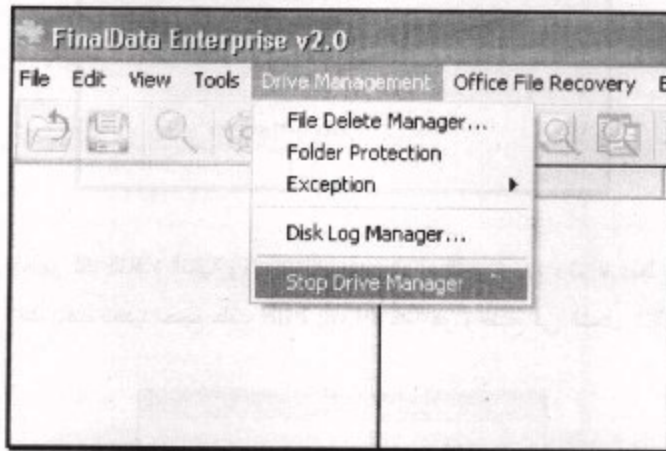 FinalData Enterprise v2.0
File Edit View Tools Drive Management Office File Recovery
File Delete Manager...
Folder Protection
Exception
Disk Log Manager...
Stop Drive Manager